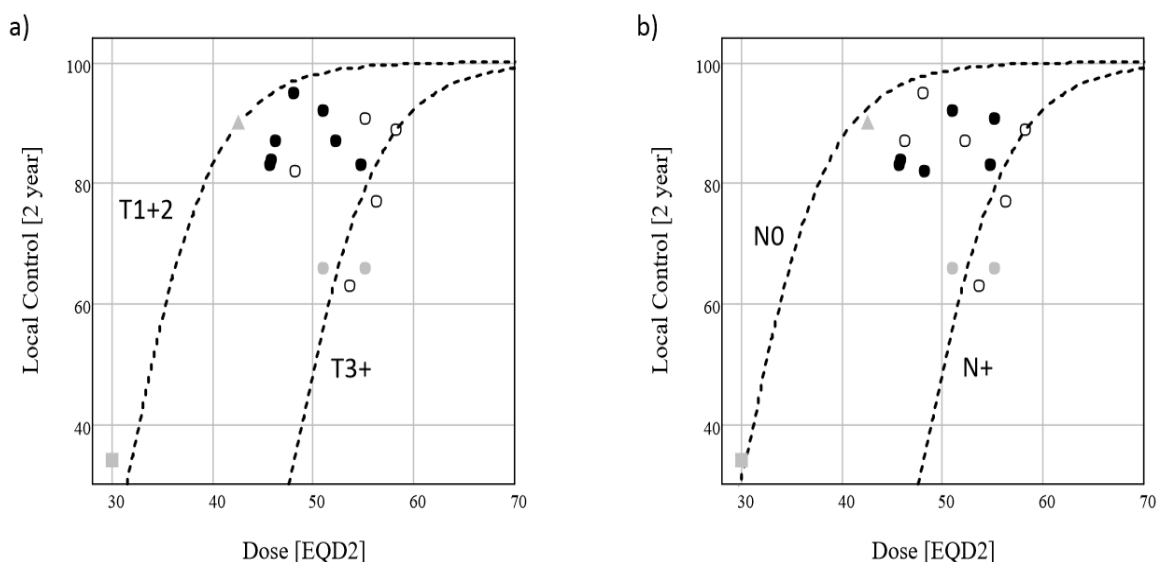 a)
Local Control [2 year]
100
80
60
40
T1+2
T3+
30
40
50
60
70
Dose [EQD2]
b)
Local Control [2 year]
100
80
60
40
N0
N+
30
40
50
60
70
Dose [EQD2]